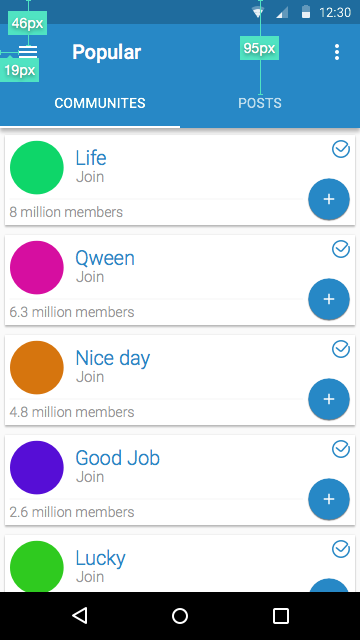 46px
12:30
Popular
95px
19px
COMMUNITES
POSTS
Life
Join
8 million members
+
Qween
Join
6.3 million members
+
Nice day
Join
4.8 million members
+
Good Job
Join
2.6 million members
+
Lucky
Join